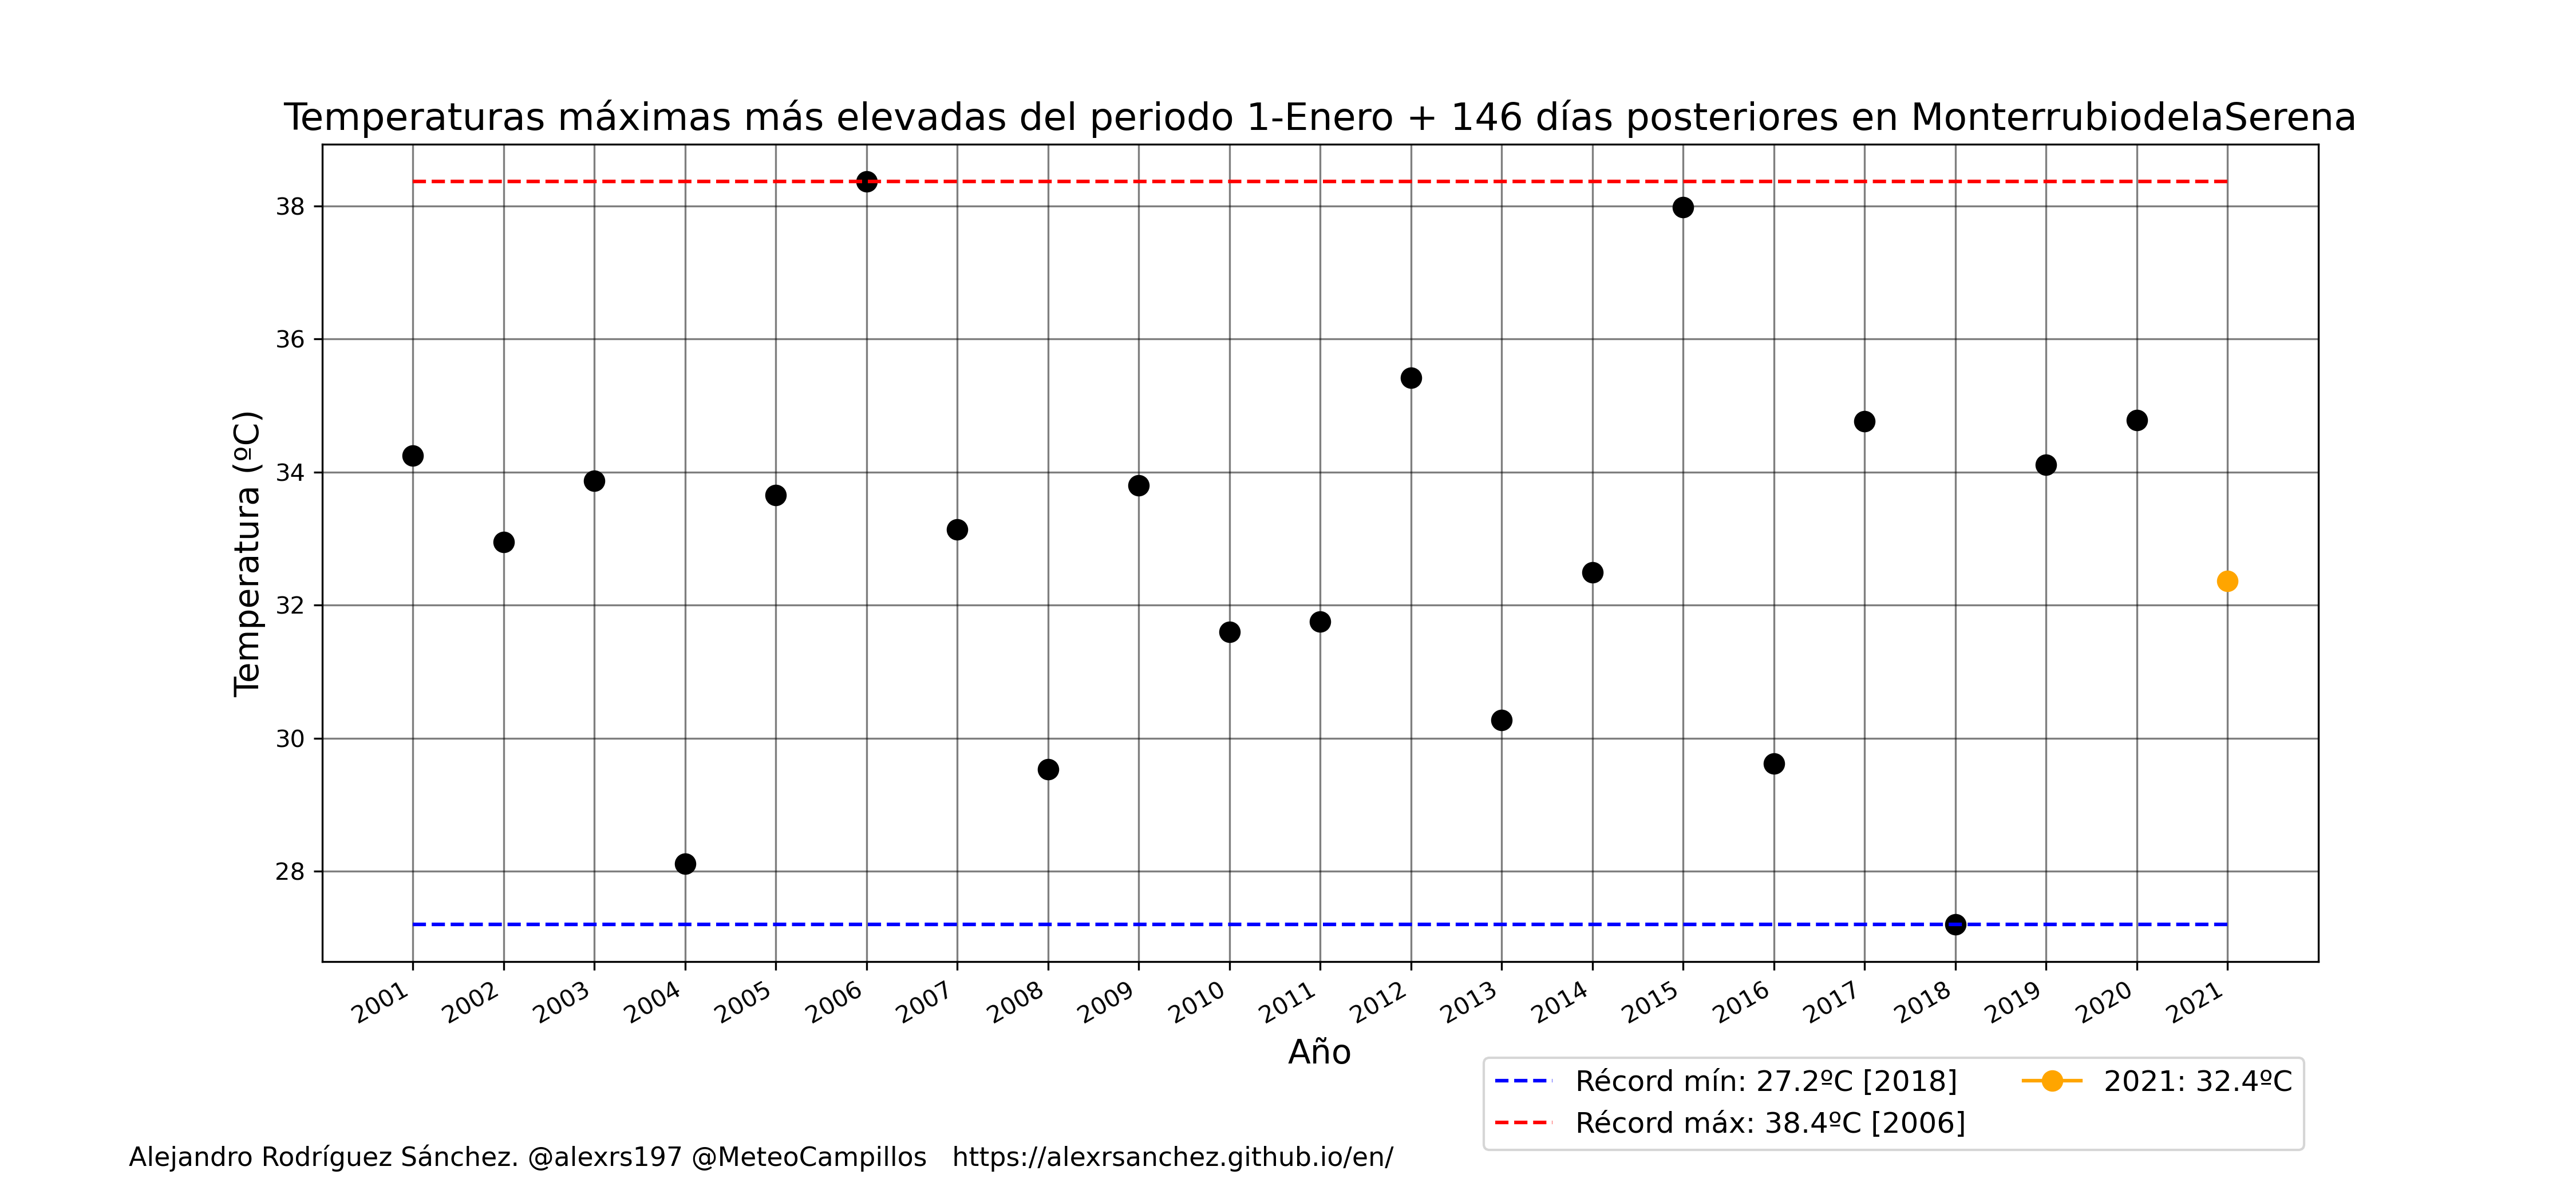 Temperaturas máximas más elevadas del periodo 1-Enero + 146 días posteriores en MonterrubiodelaSerena
Temperatura (ºC)
38
36
34
32
30
28
2001 2002 2003 2004 2005 2006 2007 2008 2009 2010 2011 2012 2013 2014 2015 2016 2017 2018 2019 2020 2021
Año
Récord mín: 27.2ºC [2018]
Récord máx: 38.4ºC [2006]
2021: 32.4ºC
Alejandro Rodríguez Sánchez. @alexrs197 @MeteoCampillos https://alexrsanchez.github.io/en/